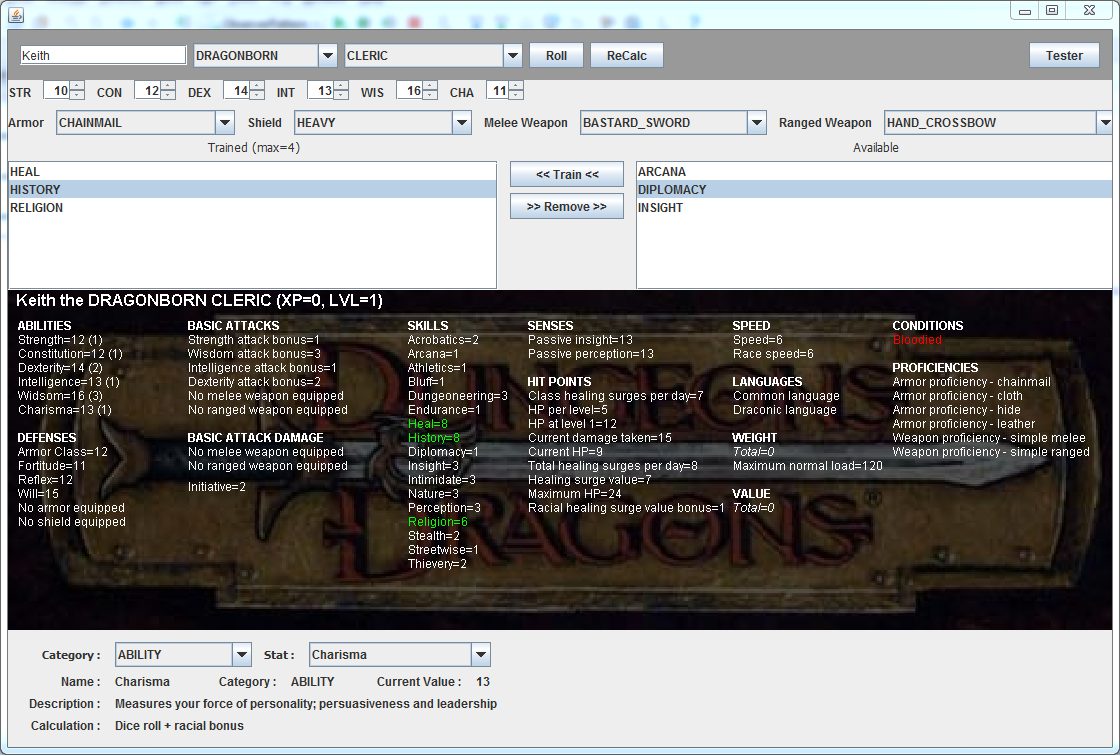 Keith DRAGONBORN CLERIC Roll ReCalc Tester
STR 10 CON 12 DEX 14 INT 13 WIS 16 CHA 11
Armor CHAINMAIL Shield HEAVY Melee Weapon BASTARD_SWORD Ranged Weapon HAND_CROSSBOW
Trained (max=4)
HEAL
HISTORY
RELIGION
<< Train <<
>> Remove >>
Available
ARCANA
DIPLOMACY
INSIGHT
Keith the DRAGONBORN CLERIC (XP=0, LVL=1)
ABILITIES
Strength=12 (1)
Constitution=12 (1)
Dexterity=14 (2)
Intelligence=13 (1)
Widsom=16 (3)
Charisma=13 (1)
DEFENSES
Armor Class=12
Fortitude=11
Reflex=12
Will=15
No armor equipped
No shield equipped
BASIC ATTACKS
Strength attack bonus=1
Wisdom attack bonus=3
Intelligence attack bonus=1
Dexterity attack bonus=2
No melee weapon equipped
No ranged weapon equipped
BASIC ATTACK DAMAGE
No melee weapon equipped
No ranged weapon equipped
Initiative=2
SKILLS
Acrobatics=2
Arcana=1
Athletics=1
Bluff=1
Dungeoneering=3
Endurance=1
Heal=8
History=8
Diplomacy=1
Insight=3
Intimidate=3
Nature=3
Perception=3
Religion=6
Stealth=2
Streetwise=1
Thievery=2
SENSES
Passive insight=13
Passive perception=13
HIT POINTS
Class healing surges per day=7
HP per level=5
HP at level 1=12
Current damage taken=15
Current HP=9
Total healing surges per day=8
Healing surge value=7
Maximum HP=24
Racial healing surge value bonus=1
SPEED
Speed=6
Race speed=6
LANGUAGES
Common language
Draconic language
WEIGHT
Total=0
Maximum normal load=120
VALUE
Total=0
CONDITIONS
Bloodied
PROFICIENCIES
Armor proficiency - chainmail
Armor proficiency - cloth
Armor proficiency - hide
Armor proficiency - leather
Weapon proficiency - simple melee
Weapon proficiency - simple ranged
DUNGEONS
DRAGONS®
Category : ABILITY Stat : Charisma
Name : Charisma Category : ABILITY Current Value : 13
Description : Measures your force of personality; persuasiveness and leadership
Calculation : Dice roll + racial bonus